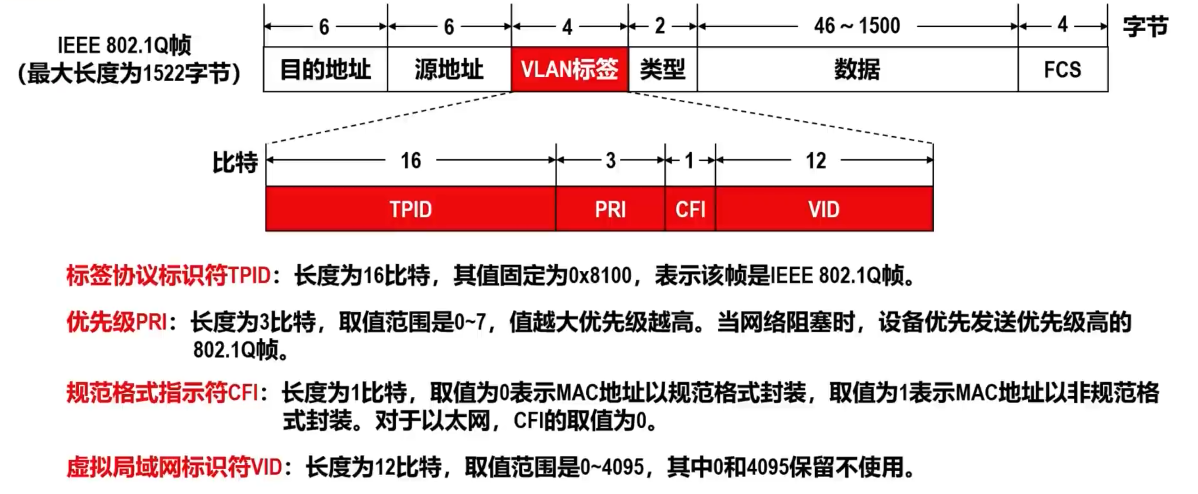 6 6 4 2 46~1500 4 字节
IEEE 802.1Q帧
(最大长度为1522字节)
目的地址 源地址 VLAN标签 类型 数据 FCS
比特 16 3 1 12
TPID PRI CFI VID
标签协议标识符TPID：长度为16比特，其值固定为0x8100，表示该帧是IEEE 802.1Q帧。
优先级PRI：长度为3比特，取值范围是0~7，值越大优先级越高。当网络阻塞时，设备优先发送优先级高的
802.1Q帧。
规范格式指示符CFI：长度为1比特，取值为0表示MAC地址以规范格式封装，取值为1表示MAC地址以非规范格
式封装。对于以太网，CFI的取值为0。
虚拟局域网标识符VID：长度为12比特，取值范围是0~4095，其中0和4095保留不使用。